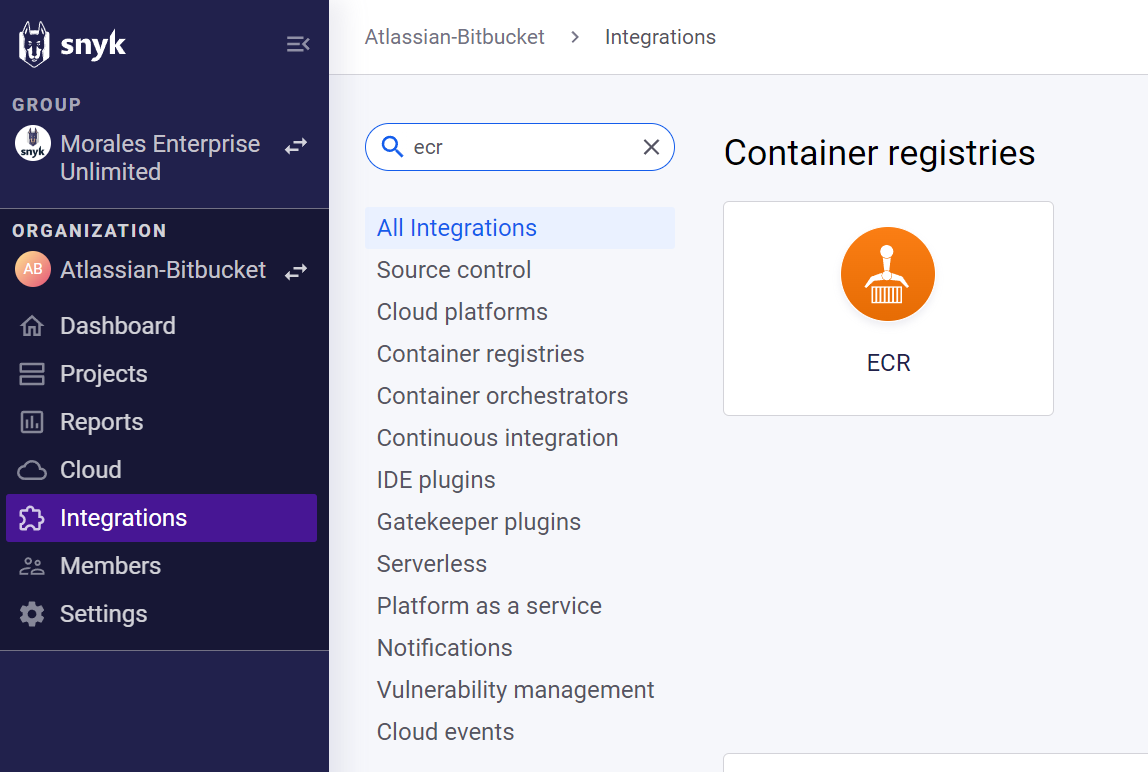 snyk
GROUP
snyk
Morales Enterprise
Unlimited
ORGANIZATION
AB
Atlassian-Bitbucket
Dashboard
Projects
Reports
Cloud
Integrations
Members
Settings
Atlassian-Bitbucket > Integrations
ecr
All Integrations
Source control
Cloud platforms
Container registries
Container orchestrators
Continuous integration
IDE plugins
Gatekeeper plugins
Serverless
Platform as a service
Notifications
Vulnerability management
Cloud events
Container registries
ECR